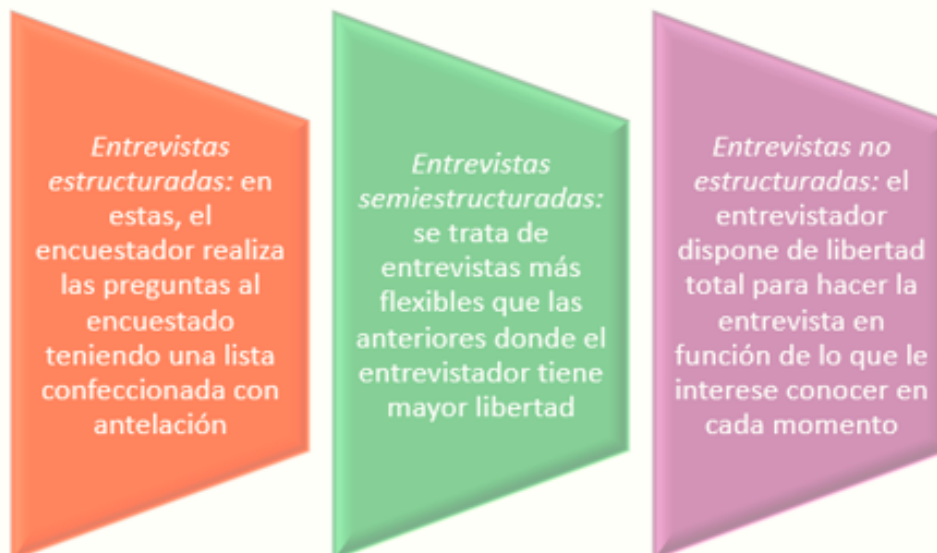 Entrevistas
estructuradas: en
estas, el
encuestador realiza
las preguntas al
encuestado
teniendo una lista
confeccionada con
antelación
Entrevistas
semiestructuradas:
se trata de
entrevistas más
flexibles que las
anteriores donde el
entrevistador tiene
mayor libertad
Entrevistas no
estructuradas: el
entrevistador
dispone de libertad
total para hacer la
entrevista en
función de lo que le
interese conocer en
cada momento